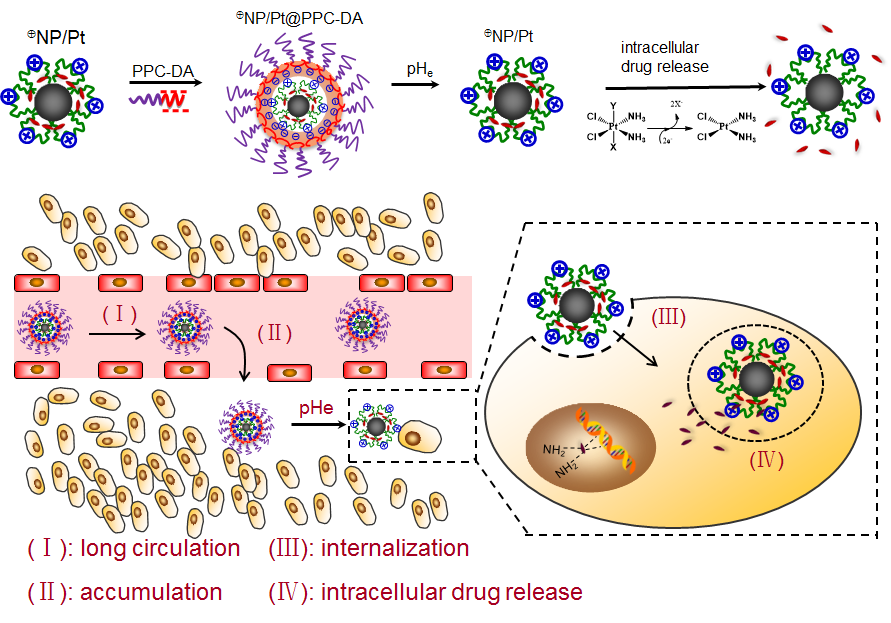 ⊕NP/Pt
PPC-DA
⊕NP/Pt@PPC-DA
pHe
⊕NP/Pt
intracellular
drug release
Y
Cl NH3
Pt
Cl NH3
X
2X-
2e-
Cl NH3
Pt
Cl NH3
(Ⅰ)
(Ⅱ)
pHe
(Ⅲ)
(Ⅳ)
NH2
NH2
(Ⅰ): long circulation
(Ⅲ): internalization
(Ⅱ): accumulation
(Ⅳ): intracellular drug release